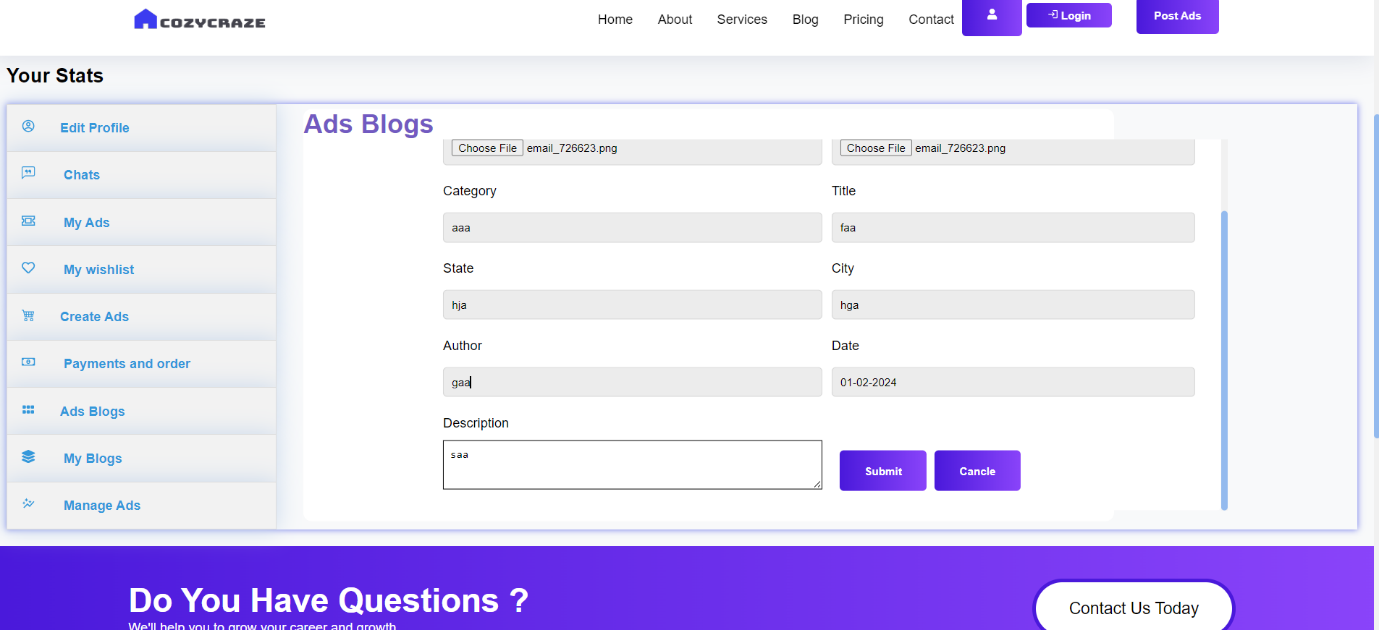 COZYCRAZE
Home About Services Blog Pricing Contact Login Post Ads
Your Stats
Edit Profile
Chats
My Ads
My wishlist
Create Ads
Payments and order
Ads Blogs
My Blogs
Manage Ads
Ads Blogs
Choose File email_726623.png Choose File email_726623.png
Category Title
aaa faa
State City
hja hga
Author Date
gaa 01-02-2024
Description
saa
Submit Cancle
Do You Have Questions ?
We'll help you to grow your career and growth.
Contact Us Today